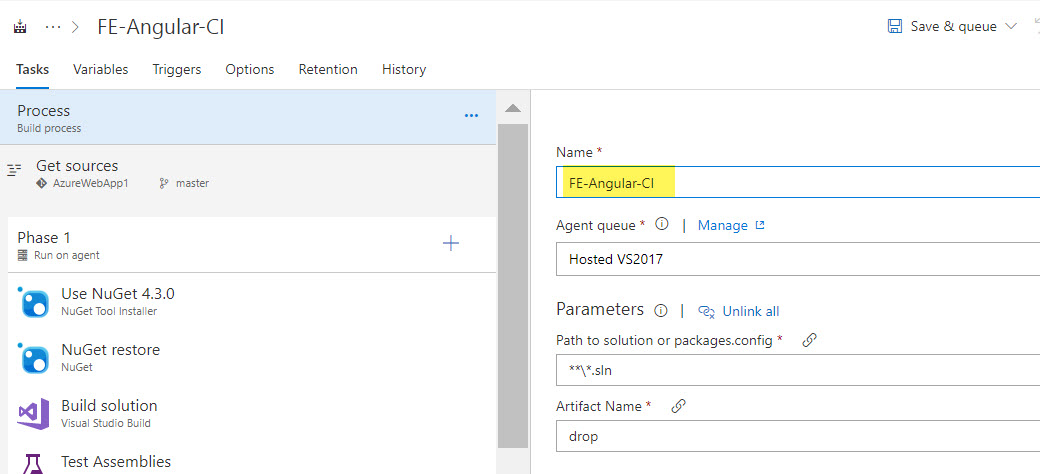 ... > FE-Angular-CI
Save & queue
Tasks Variables Triggers Options Retention History
Process
Build process
...
Get sources
AzureWebApp1 master
Phase 1
Run on agent
Use NuGet 4.3.0
NuGet Tool Installer
NuGet restore
NuGet
Build solution
Visual Studio Build
Test Assemblies
Name *
FE-Angular-CI
Agent queue * | Manage
Hosted VS2017
Parameters | Unlink all
Path to solution or packages.config *
**\*.sln
Artifact Name *
drop